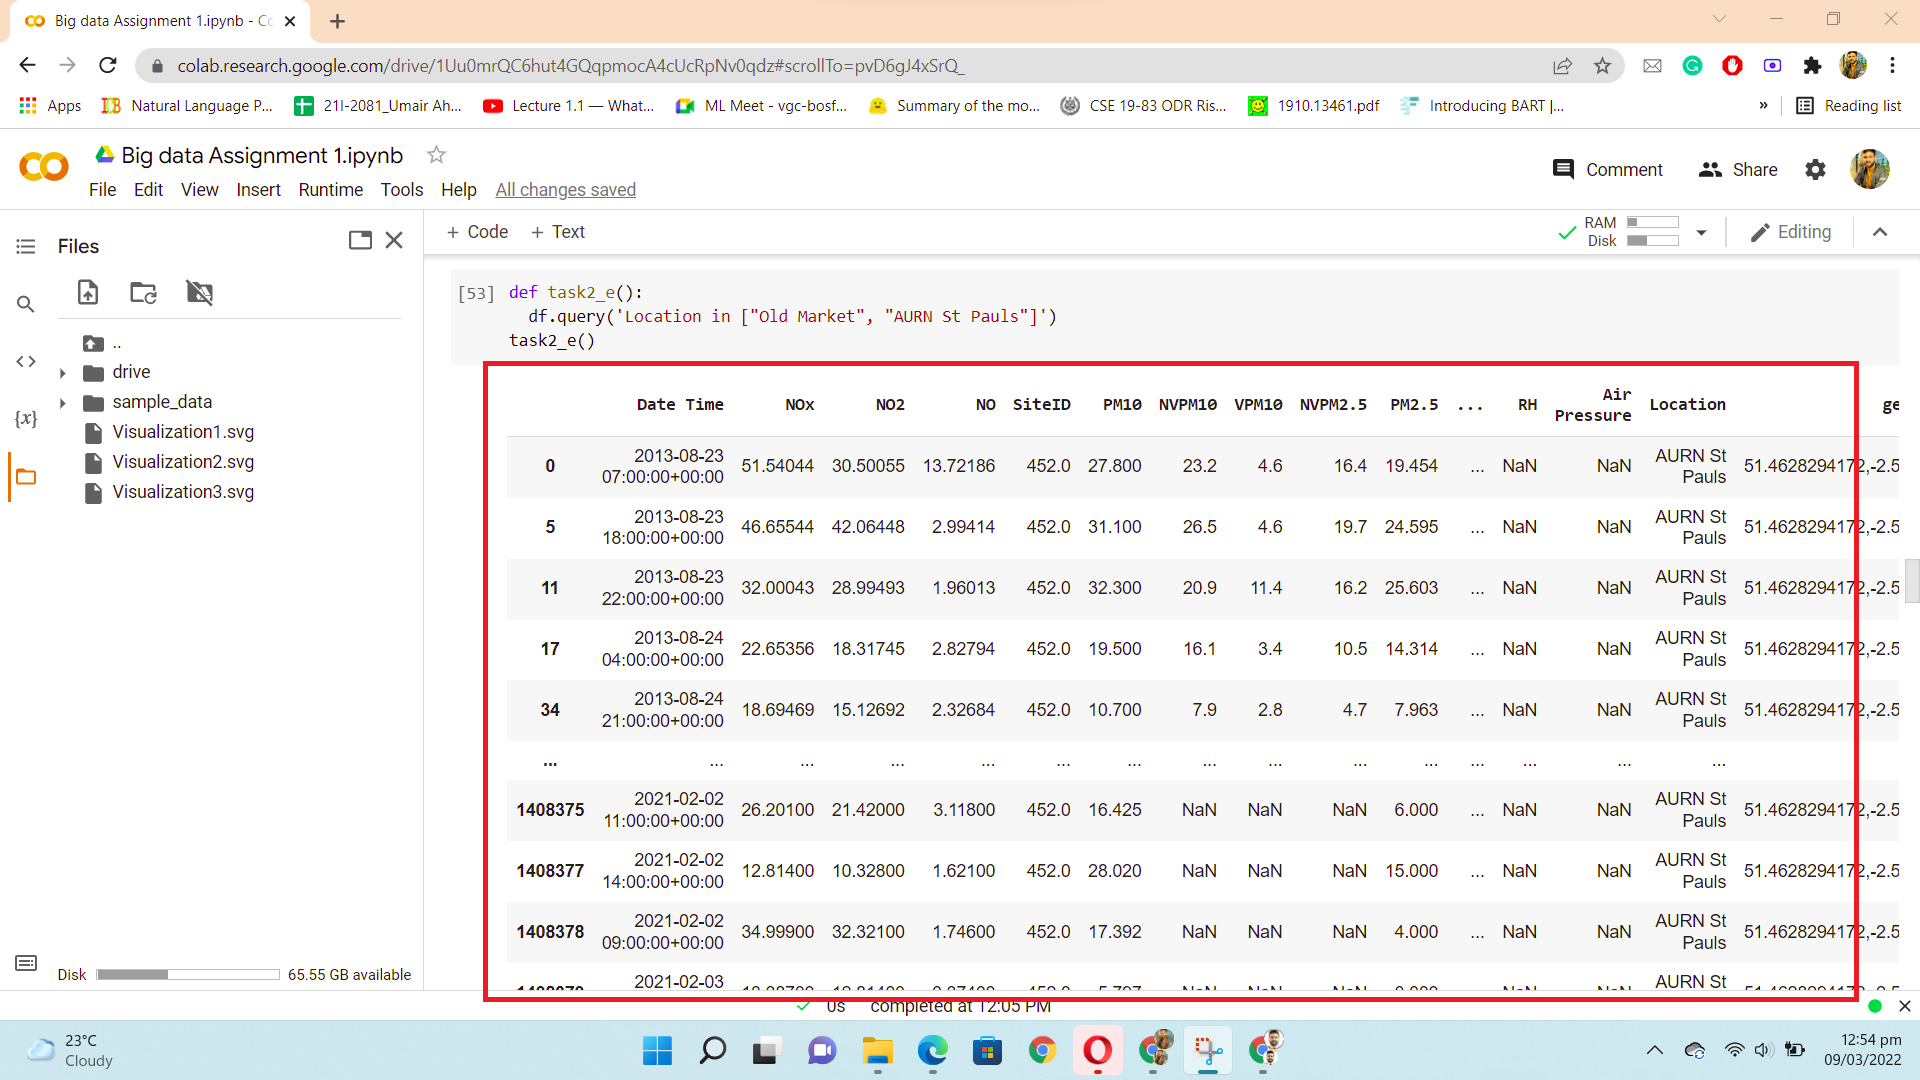 Big data Assignment 1.ipynb - Co
colab.research.google.com/drive/1Uu0mrQC6hut4GQqpmocA4cUcRpNv0qdz#scrollTo=pvD6gJ4xSrQ_
Apps Natural Language P... 21I-2081_Umair Ah... Lecture 1.1 — What... ML Meet - vgc-bosf... Summary of the mo... CSE 19-83 ODR Ris... 1910.13461.pdf Introducing BART |... » Reading list
Big data Assignment 1.ipynb
Comment Share
File Edit View Insert Runtime Tools Help All changes saved
Files
+ Code + Text
RAM
Disk
Editing
..
drive
sample_data
Visualization1.svg
Visualization2.svg
Visualization3.svg
Disk 65.55 GB available
[53] def task2_e():
df.query('Location in ["Old Market", "AURN St Pauls"]')
task2_e()
Date Time NOx NO2 NO SiteID PM10 NVPM10 VPM10 NVPM2.5 PM2.5 ... RH Air Pressure Location ge
0 2013-08-23 07:00:00+00:00 51.54044 30.50055 13.72186 452.0 27.800 23.2 4.6 16.4 19.454 ... NaN NaN AURN St Pauls 51.4628294172,-2.5
5 2013-08-23 18:00:00+00:00 46.65544 42.06448 2.99414 452.0 31.100 26.5 4.6 19.7 24.595 ... NaN NaN AURN St Pauls 51.4628294172,-2.5
11 2013-08-23 22:00:00+00:00 32.00043 28.99493 1.96013 452.0 32.300 20.9 11.4 16.2 25.603 ... NaN NaN AURN St Pauls 51.4628294172,-2.5
17 2013-08-24 04:00:00+00:00 22.65356 18.31745 2.82794 452.0 19.500 16.1 3.4 10.5 14.314 ... NaN NaN AURN St Pauls 51.4628294172,-2.5
34 2013-08-24 21:00:00+00:00 18.69469 15.12692 2.32684 452.0 10.700 7.9 2.8 4.7 7.963 ... NaN NaN AURN St Pauls 51.4628294172,-2.5
... ... ... ... ... ... ... ... ... ... ... ... ... ... ...
1408375 2021-02-02 11:00:00+00:00 26.20100 21.42000 3.11800 452.0 16.425 NaN NaN NaN 6.000 ... NaN NaN AURN St Pauls 51.4628294172,-2.5
1408377 2021-02-02 14:00:00+00:00 12.81400 10.32800 1.62100 452.0 28.020 NaN NaN NaN 15.000 ... NaN NaN AURN St Pauls 51.4628294172,-2.5
1408378 2021-02-02 09:00:00+00:00 34.99900 32.32100 1.74600 452.0 17.392 NaN NaN NaN 4.000 ... NaN NaN AURN St Pauls 51.4628294172,-2.5
2021-02-03 AURN St
0s completed at 12:05 PM
23°C
Cloudy
12:54 pm
09/03/2022